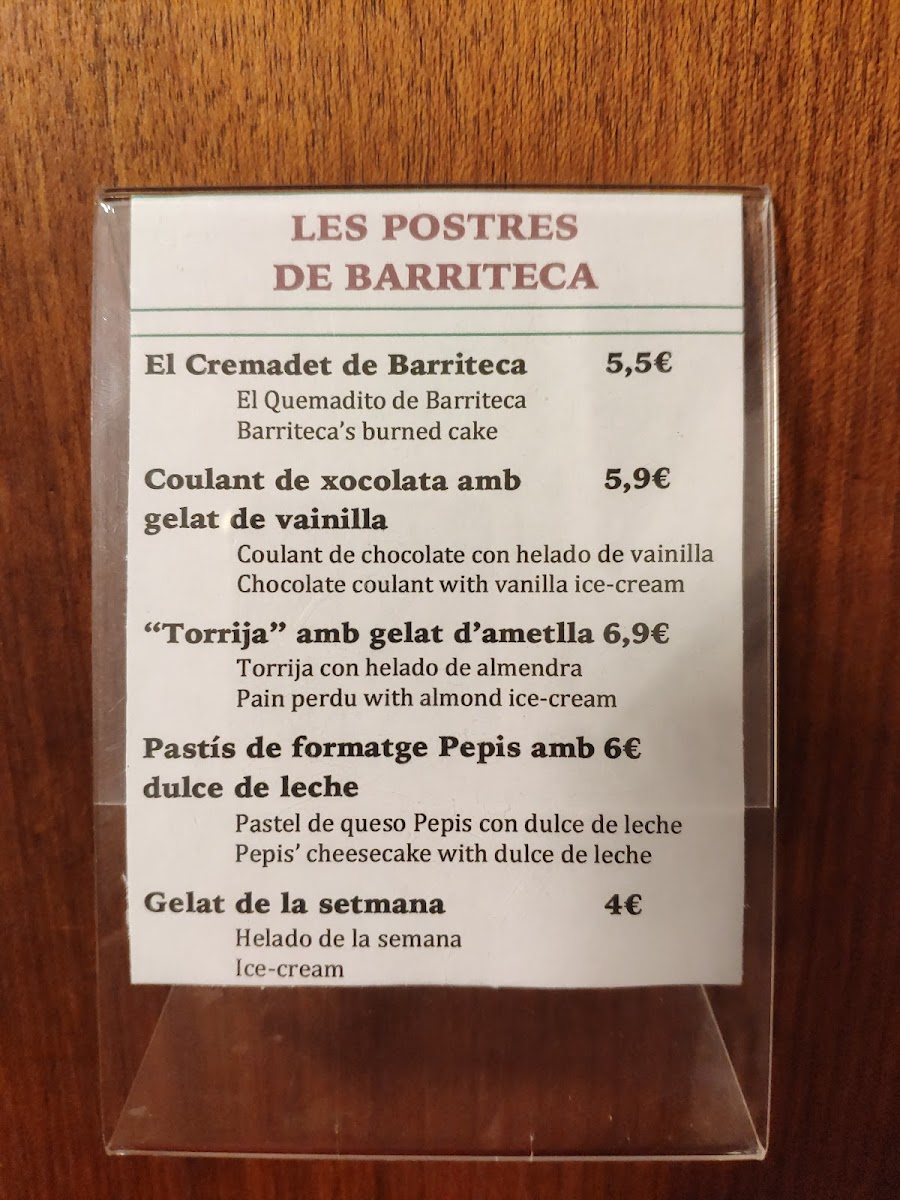 LES POSTRES
DE BARRITECA
El Cremadet de Barriteca 5,5€
El Quemadito de Barriteca
Barriteca's burned cake
Coulant de xocolata amb 5,9€
gelat de vainilla
Coulant de chocolate con helado de vainilla
Chocolate coulant with vanilla ice-cream
“Torrija” amb gelat d'ametlla 6,9€
Torrija con helado de almendra
Pain perdu with almond ice-cream
Pastís de formatge Pepis amb 6€
dulce de leche
Pastel de queso Pepis con dulce de leche
Pepis' cheesecake with dulce de leche
Gelat de la setmana 4€
Helado de la semana
Ice-cream